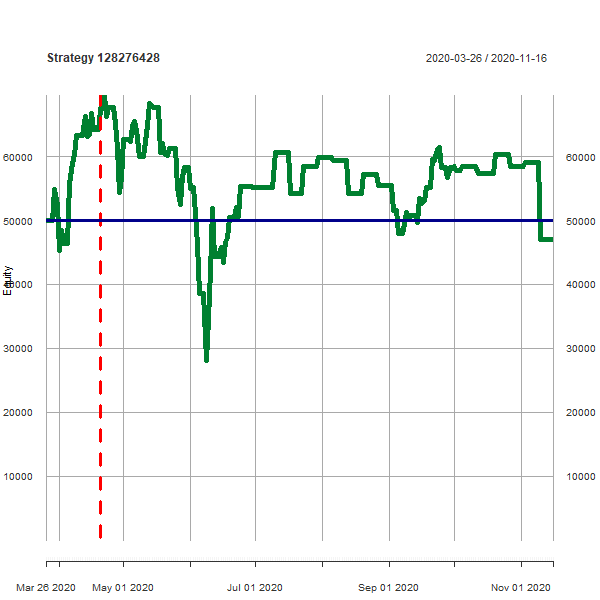 Strategy 128276428
2020-03-26 / 2020-11-16
60000
60000
50000
50000
Equity
40000
40000
30000
30000
20000
20000
10000
10000
Mar 26 2020
May 01 2020
Jul 01 2020
Sep 01 2020
Nov 01 2020